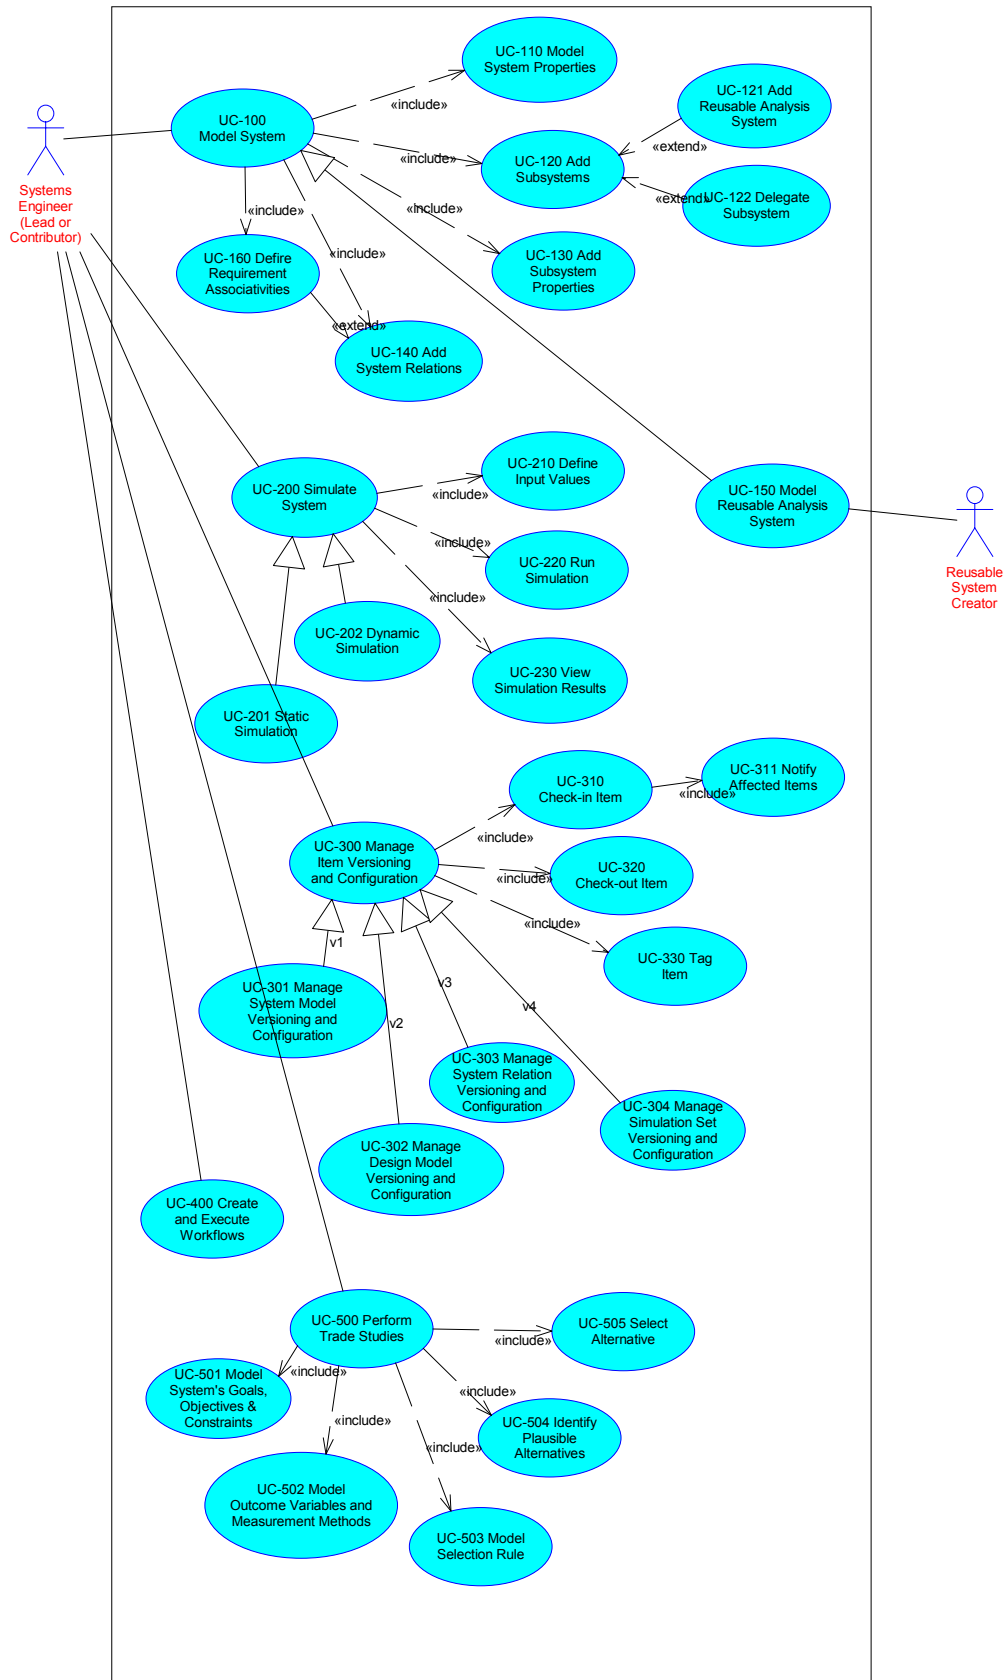 UC-110 Model
System Properties
«include»
UC-121 Add
Reusable Analysis
System
«extend»
UC-100
Model System
«include»
UC-120 Add
Subsystems
«extend»
UC-122 Delegate
Subsystem
Systems
Engineer
(Lead or
Contributor)
«include»
«include»
«include»
UC-130 Add
Subsystem
Properties
UC-160 Defire
Requirement
Associativities
«extend»
UC-140 Add
System Relations
UC-200 Simulate
System
«include»
UC-210 Define
Input Values
UC-150 Model
Reusable Analysis
System
Reusable
System
Creator
«include»
UC-220 Run
Simulation
«include»
UC-202 Dynamic
Simulation
UC-230 View
Simulation Results
UC-201 Static
Simulation
UC-310
Check-in Item
«include»
UC-311 Notify
Affected Items
«include»
UC-300 Manage
Item Versioning
and Configuration
«include»
UC-320
Check-out Item
«include»
UC-330 Tag
Item
v1
v2
v3
v4
UC-301 Manage
System Model
Versioning and
Configuration
UC-303 Manage
System Relation
Versioning and
Configuration
UC-304 Manage
Simulation Set
Versioning and
Configuration
UC-302 Manage
Design Model
Versioning and
Configuration
UC-400 Create
and Execute
Workflows
UC-500 Perform
Trade Studies
«include»
UC-505 Select
Alternative
«include»
UC-501 Model
System's Goals,
Objectives &
Constraints
«include»
«include»
«include»
UC-504 Identify
Plausible
Alternatives
UC-502 Model
Outcome Variables and
Measurement Methods
UC-503 Model
Selection Rule